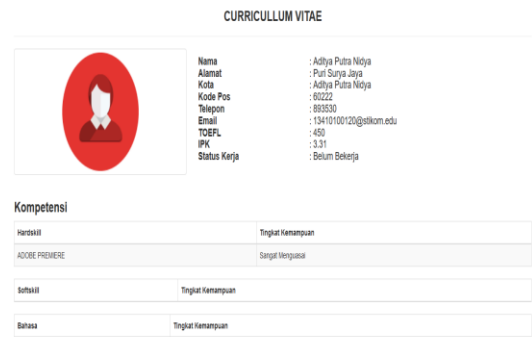 CURRICULLUM VITAE
Nama : Aditya Putra Nidya
Alamat : Puri Surya Jaya
Kota : Aditya Putra Nidya
Kode Pos : 60222
Telepon : 893530
Email : 13410100120@stikom.edu
TOEFL : 450
IPK : 3.31
Status Kerja : Belum Bekerja
Kompetensi
Hardskill Tingkat Kemampuan
ADOBE PREMIERE Sangat Menguasai
Softskill Tingkat Kemampuan
Bahasa Tingkat Kemampuan